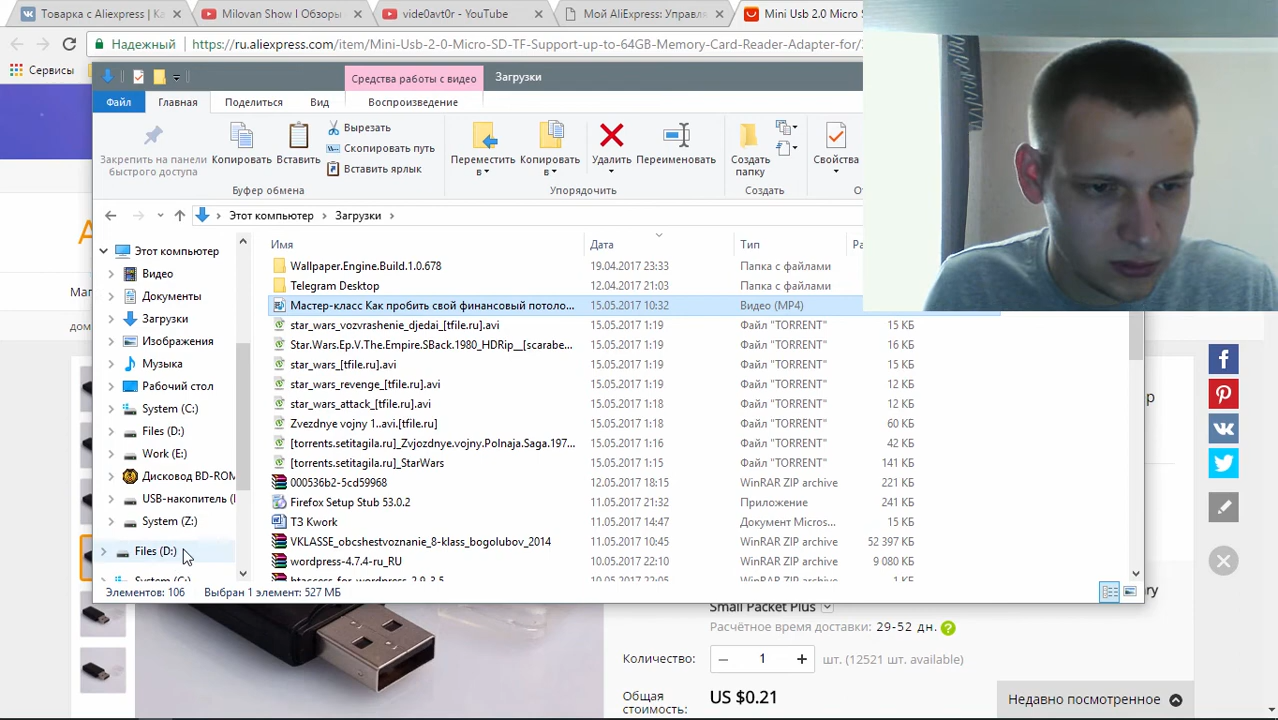 Товарка с Aliexpress | Ка
Milovan Show I Обзоры
vide0avt0r - YouTube
Мой AliExpress: Управля
Mini Usb 2.0 Micro S
Надежный
https://ru.aliexpress.com/item/Mini-Usb-2-0-Micro-SD-TF-Support-up-to-64GB-Memory-Card-Reader-Adapter-for/
Сервисы
Средства работы с видео
Загрузки
Файл
Главная
Поделиться
Вид
Воспроизведение
Закрепить на панели
быстрого доступа
Копировать
Вставить
Вырезать
Скопировать путь
Вставить ярлык
Переместить
в
Копировать
в
Удалить
Переименовать
Создать
папку
Свойства
Буфер обмена
Упорядочить
Создать
От
Этот компьютер
Загрузки
Имя
Дата
Тип
Ра
Этот компьютер
Видео
Документы
Загрузки
Изображения
Музыка
Рабочий стол
System (C:)
Files (D:)
Work (E:)
Дисковод BD-ROM
USB-накопитель (
System (Z:)
Files (D:)
Wallpaper.Engine.Build.1.0.678 19.04.2017 23:33 Папка с файлами
Telegram Desktop 12.04.2017 21:03 Папка с файлами
Мастер-класс Как пробить свой финансовый потоло... 15.05.2017 10:32 Видео (MP4)
star_wars_vozvrashenie_djedai_[tfile.ru].avi 15.05.2017 1:19 Файл "TORRENT" 15 КБ
Star.Wars.Ep.V.The.Empire.SBack.1980_HDRip__[scarabe... 15.05.2017 1:19 Файл "TORRENT" 16 КБ
star_wars_[tfile.ru].avi 15.05.2017 1:19 Файл "TORRENT" 15 КБ
star_wars_revenge_[tfile.ru].avi 15.05.2017 1:19 Файл "TORRENT" 12 КБ
star_wars_attack_[tfile.ru].avi 15.05.2017 1:18 Файл "TORRENT" 12 КБ
Zvezdnye vojny 1..avi.[tfile.ru] 15.05.2017 1:18 Файл "TORRENT" 60 КБ
[torrents.setitagila.ru]_Zvjozdnye.vojny.Polnaja.Saga.197... 15.05.2017 1:16 Файл "TORRENT" 42 КБ
[torrents.setitagila.ru]_StarWars 15.05.2017 1:15 Файл "TORRENT" 141 КБ
000536b2-5cd59968 12.05.2017 18:15 WinRAR ZIP archive 221 КБ
Firefox Setup Stub 53.0.2 11.05.2017 21:32 Приложение 241 КБ
ТЗ Kwork 11.05.2017 14:47 Документ Micros... 15 КБ
VKLASSE_obcshestvoznanie_8-klass_bogolubov_2014 11.05.2017 10:45 WinRAR ZIP archive 52 397 КБ
wordpress-4.7.4-ru_RU 10.05.2017 22:18 WinRAR ZIP archive 9 080 КБ
Элементов: 106
Выбран 1 элемент: 527 МБ
Small Packet Plus
Расчётное время доставки: 29-52 дн.
Количество:
1
шт. (12521 шт. available)
Общая
стоимость:
US $0.21
Недавно посмотренное